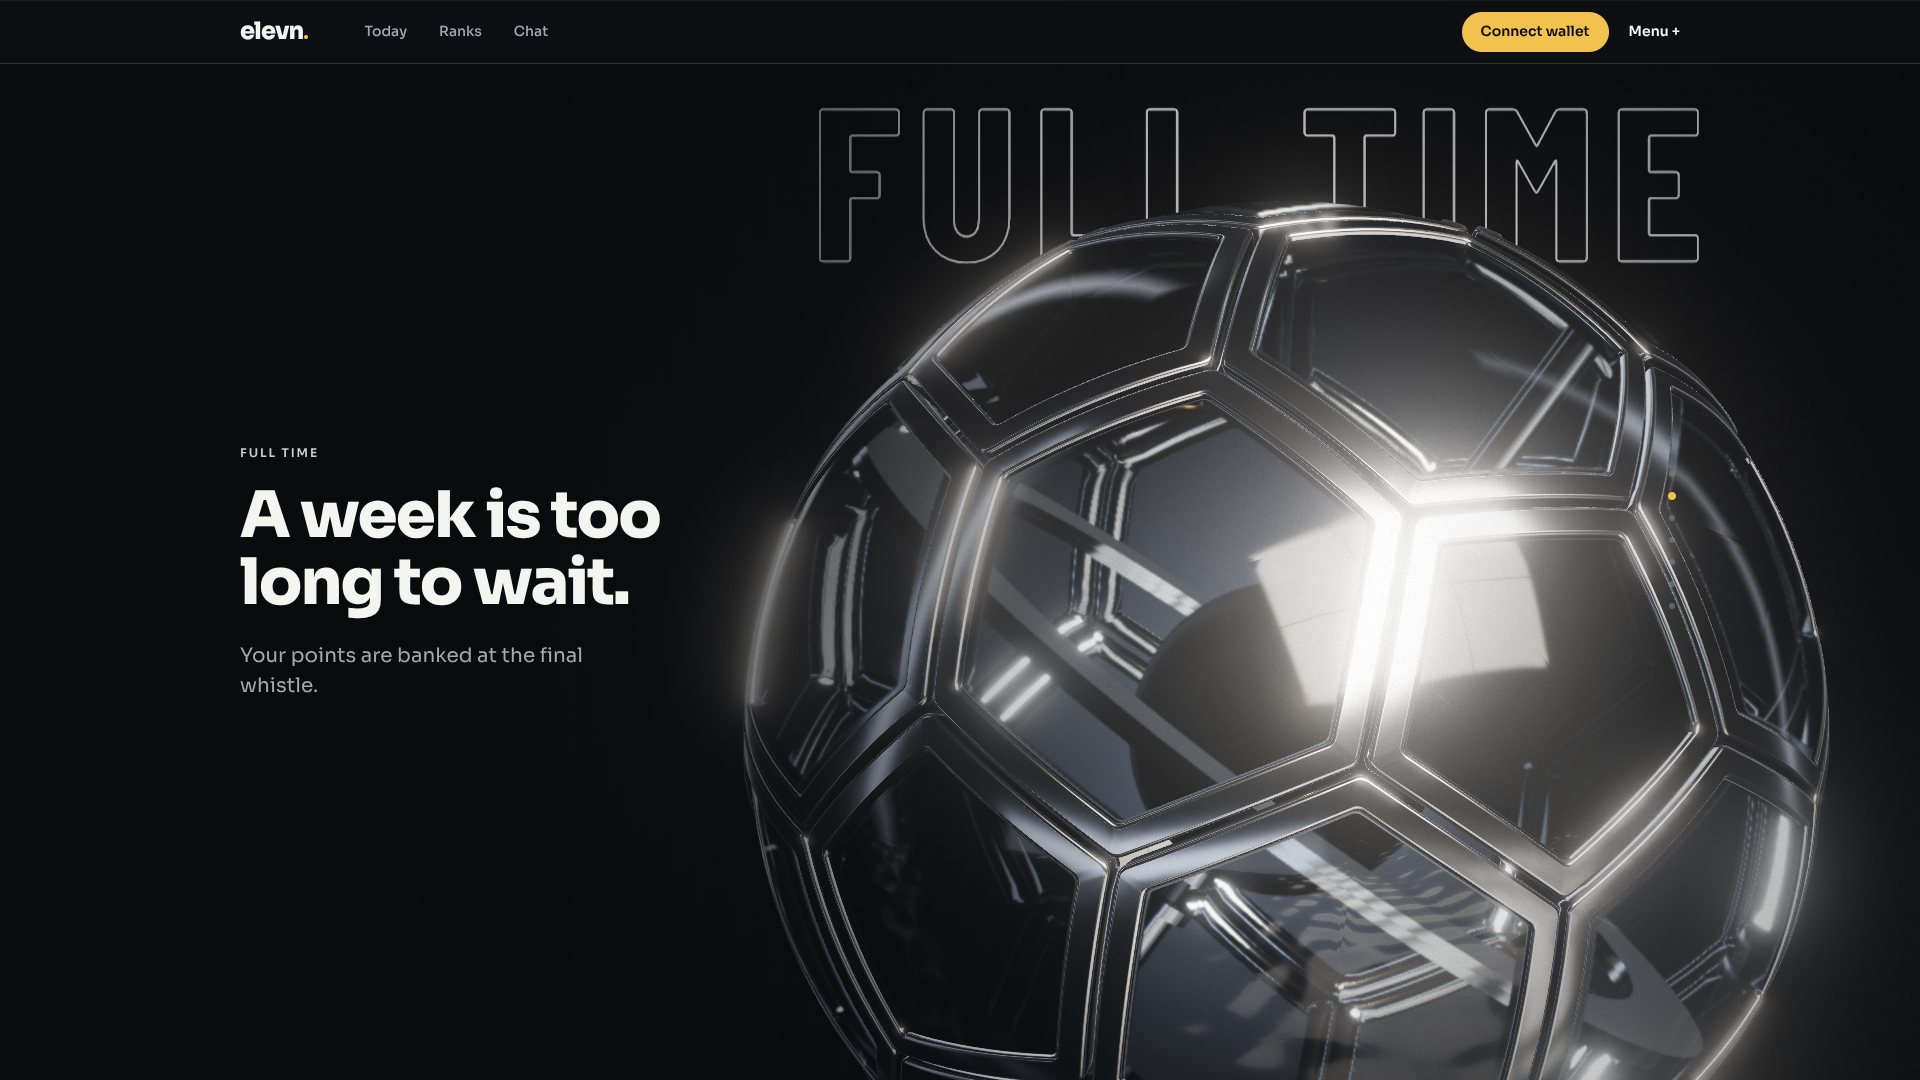 elevn.
Today
Ranks
Chat
Connect wallet
Menu +
FULL TIME
FULL TIME
A week is too
long to wait.
Your points are banked at the final
whistle.